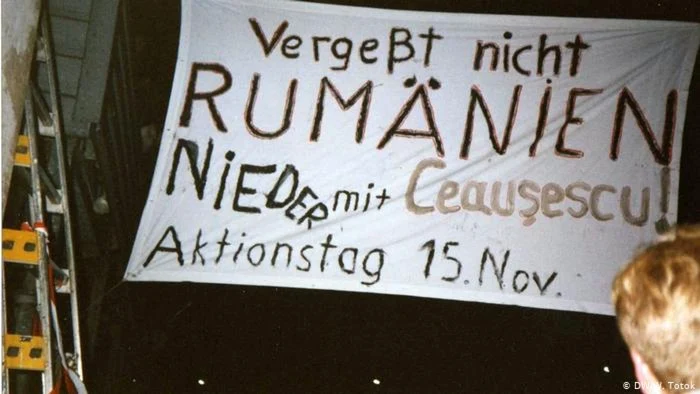 Vergeßt nicht
RUMÄNIEN
NiEDER mit Ceaușescu!
Aktionstag 15. Nov.
© DW/W. Totok